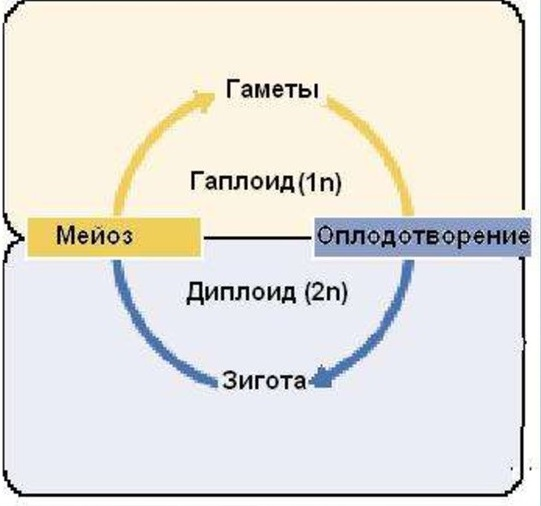 Гаметы
Гаплоид(1n)
Мейоз
Оплодотворение
Диплоид (2n)
Зигота